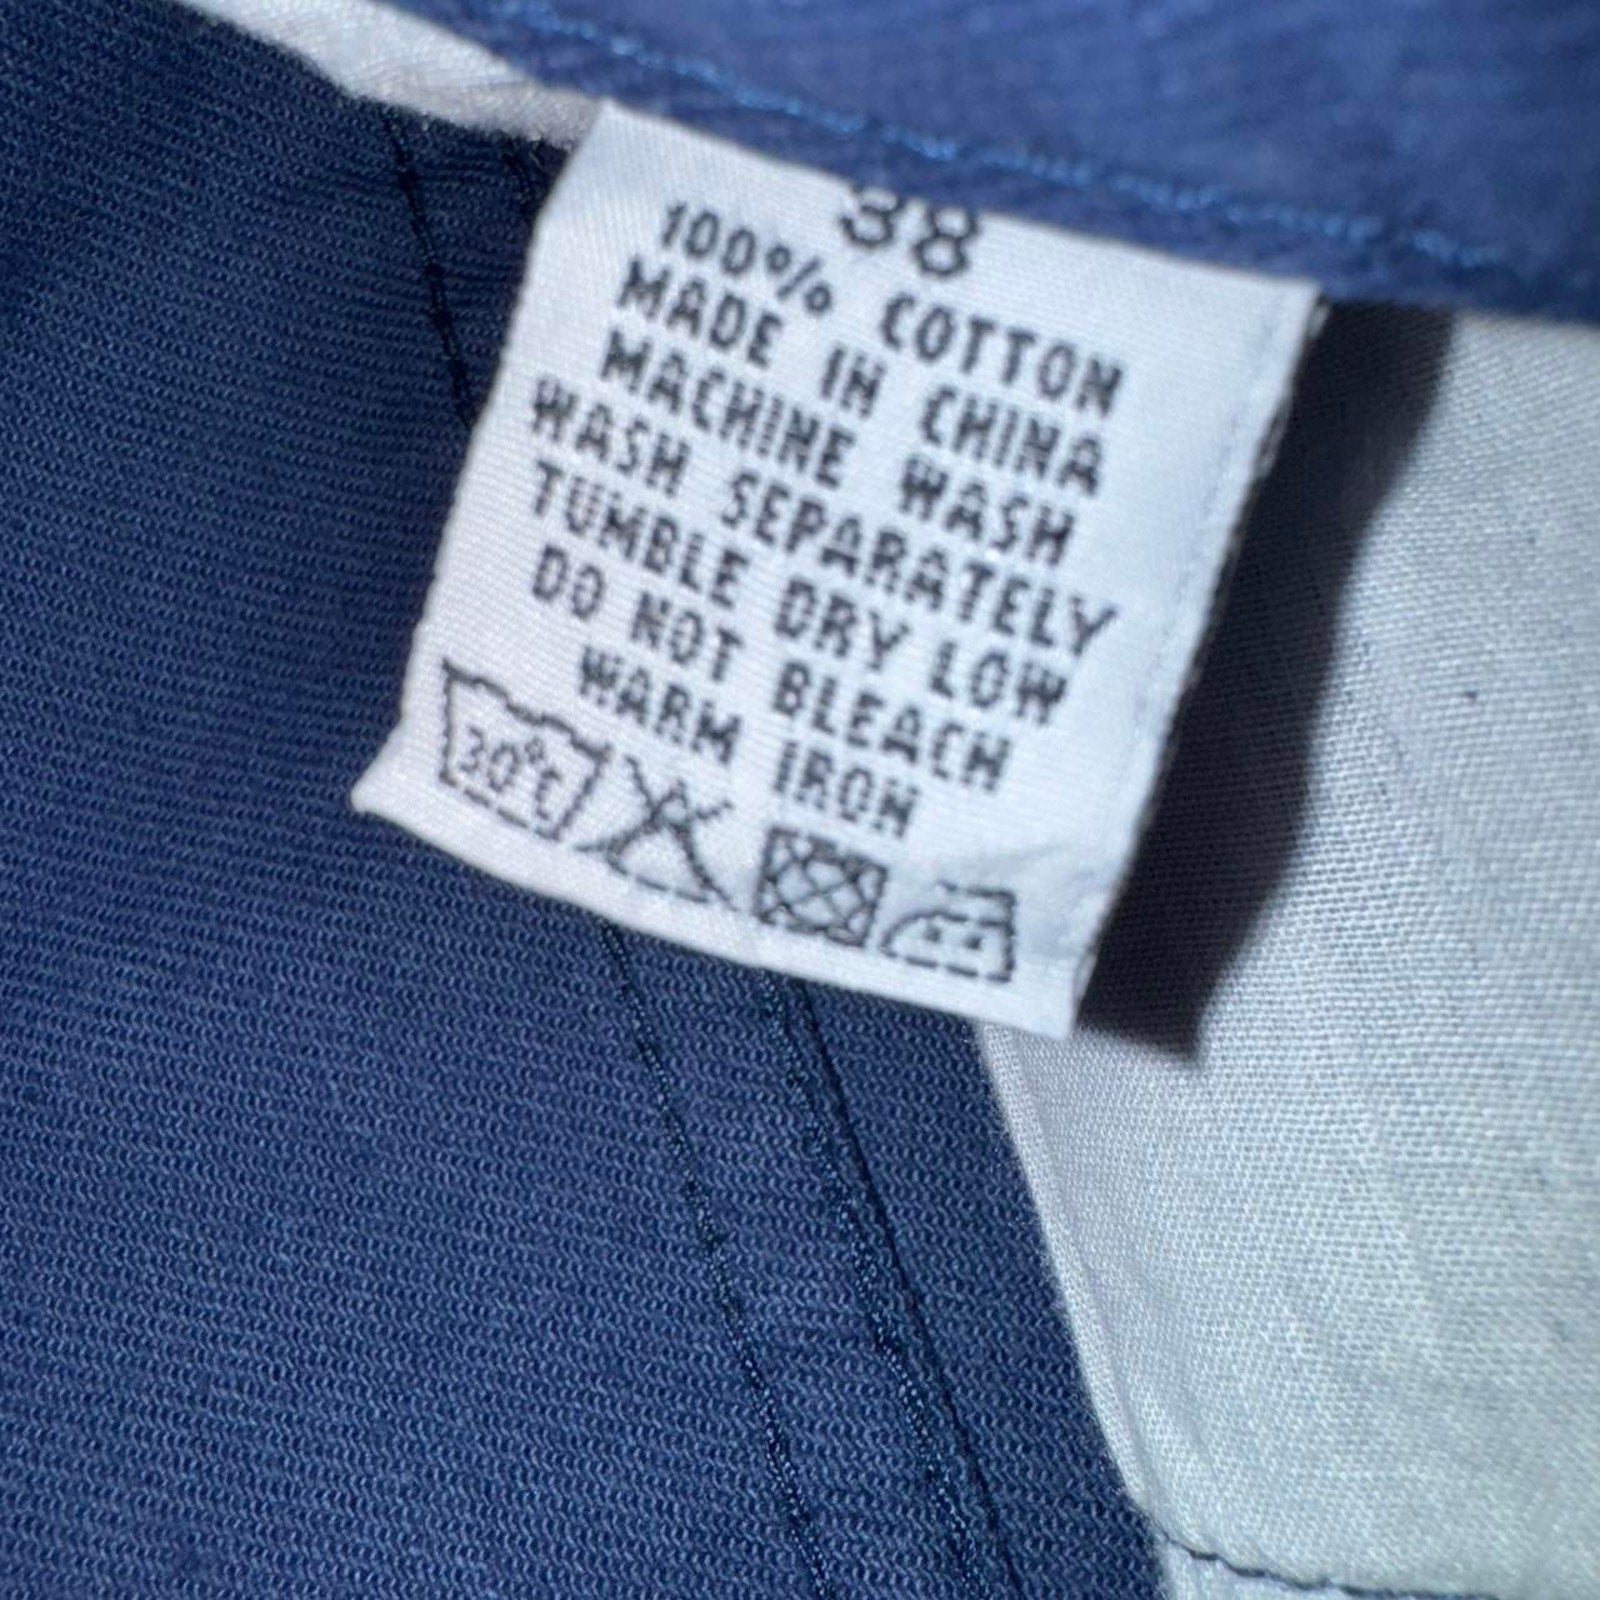 38
100% COTTON
MADE IN CHINA
MACHINE WASH
WASH SEPARATELY
TUMBLE DRY LOW
DO NOT BLEACH
WARM IRON
30°C